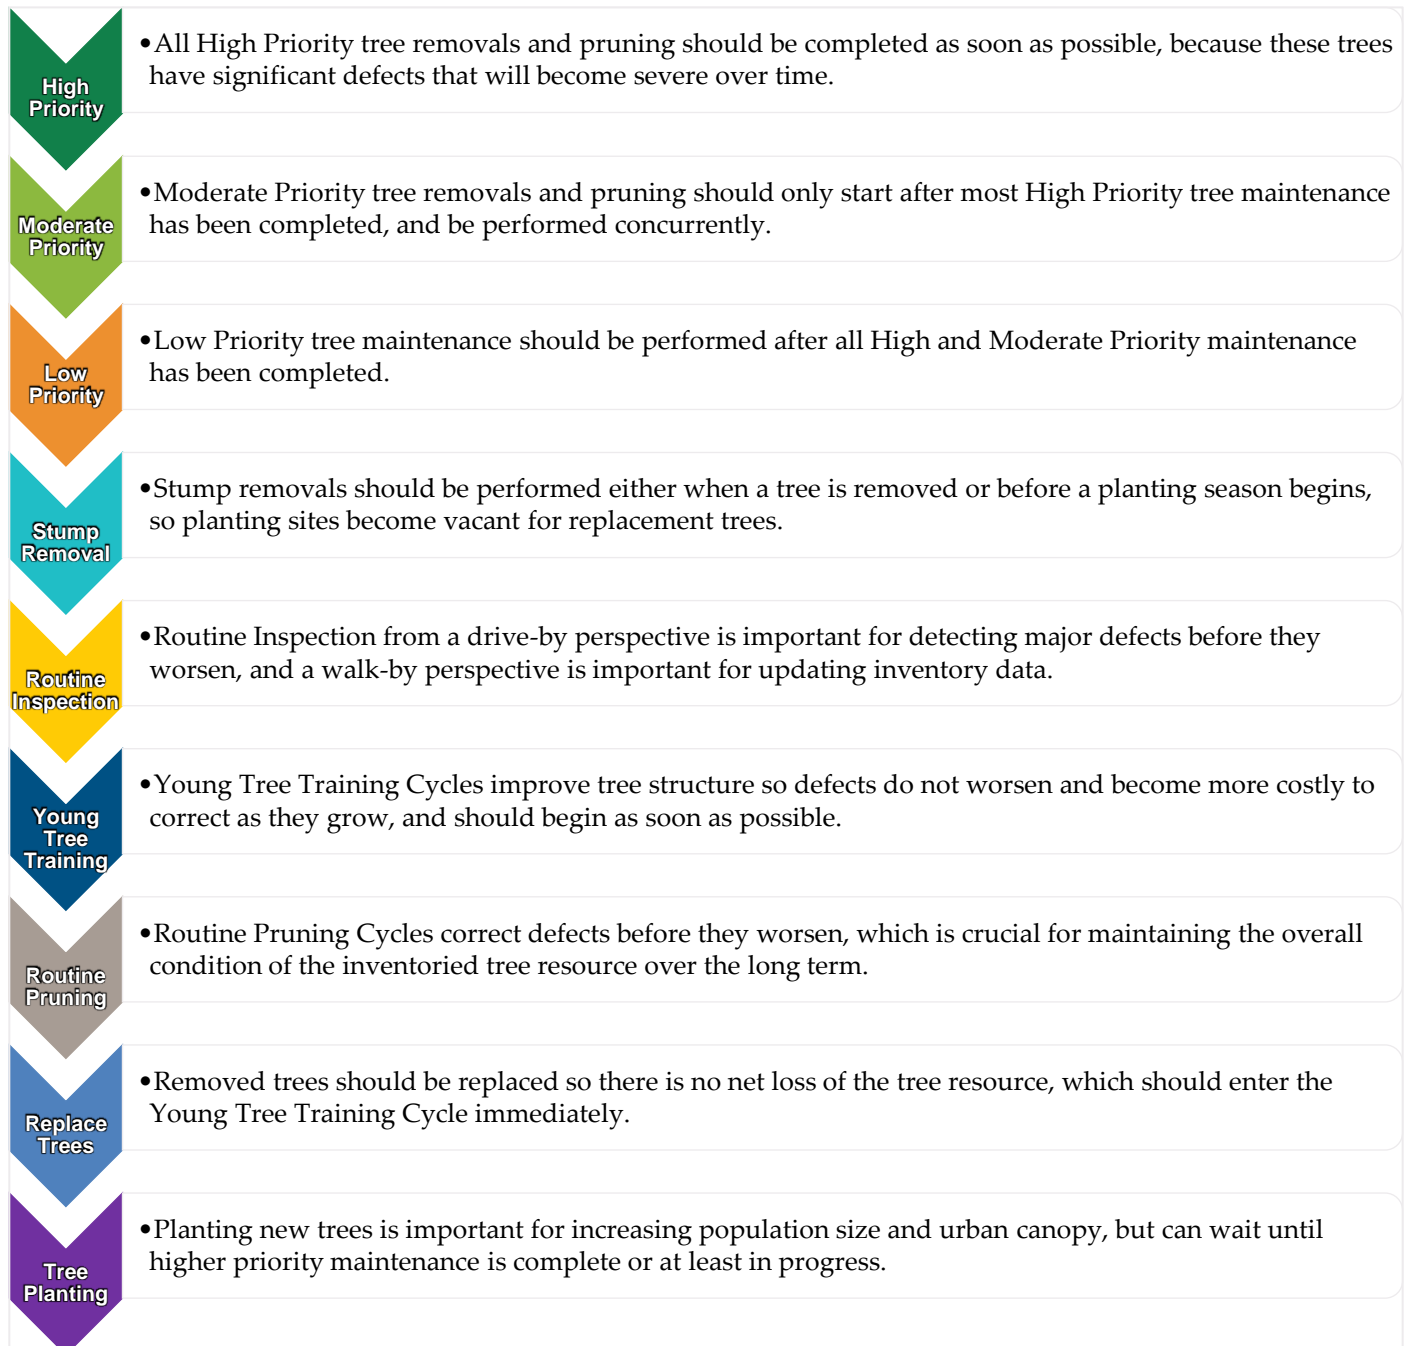 High
Priority
•All High Priority tree removals and pruning should be completed as soon as possible, because these trees
have significant defects that will become severe over time.
Moderate
Priority
•Moderate Priority tree removals and pruning should only start after most High Priority tree maintenance
has been completed, and be performed concurrently.
Low
Priority
•Low Priority tree maintenance should be performed after all High and Moderate Priority maintenance
has been completed.
Stump
Removal
•Stump removals should be performed either when a tree is removed or before a planting season begins,
so planting sites become vacant for replacement trees.
Routine
Inspection
•Routine Inspection from a drive-by perspective is important for detecting major defects before they
worsen, and a walk-by perspective is important for updating inventory data.
Young
Tree
Training
•Young Tree Training Cycles improve tree structure so defects do not worsen and become more costly to
correct as they grow, and should begin as soon as possible.
Routine
Pruning
•Routine Pruning Cycles correct defects before they worsen, which is crucial for maintaining the overall
condition of the inventoried tree resource over the long term.
Replace
Trees
•Removed trees should be replaced so there is no net loss of the tree resource, which should enter the
Young Tree Training Cycle immediately.
Tree
Planting
•Planting new trees is important for increasing population size and urban canopy, but can wait until
higher priority maintenance is complete or at least in progress.